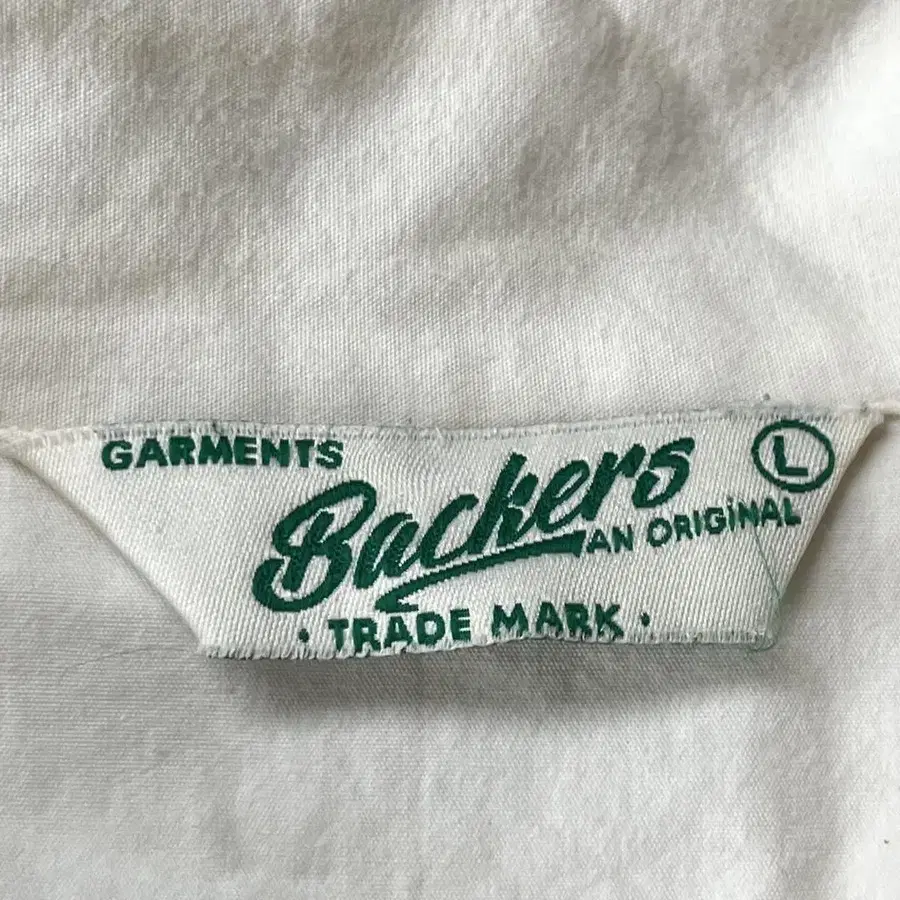 GARMENTS
Backers
L
AN ORIGiNAL
· TRADE MARK ·